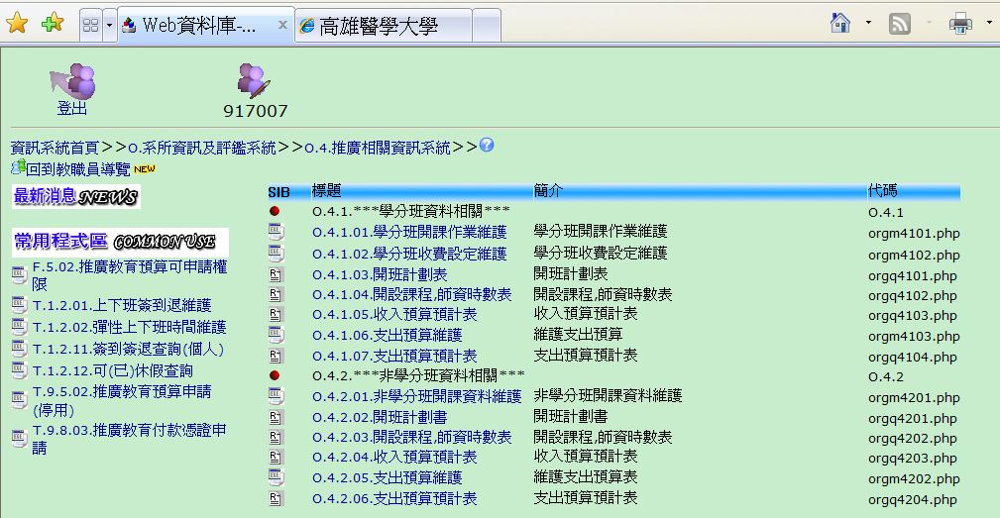 Web資料庫-...
高雄醫學大學
登出
917007
資訊系統首頁>>O.系所資訊及評鑑系統>>O.4.推廣相關資訊系統>>
回到教職員導覽 NEW
最新消息 NEWS
常用程式區 COMMON USE
F.5.02.推廣教育預算可申請權
限
T.1.2.01.上下班簽到退維護
T.1.2.02.彈性上下班時間維護
T.1.2.11.簽到簽退查詢(個人)
T.1.2.12.可(已)休假查詢
T.9.5.02.推廣教育預算申請
(停用)
T.9.8.03.推廣教育付款憑證申
請
SIB 標題 簡介 代碼
O.4.1.***學分班資料相關*** O.4.1
O.4.1.01.學分班開課作業維護 學分班開課作業維護 orgm4101.php
O.4.1.02.學分班收費設定維護 學分班收費設定維護 orgm4102.php
O.4.1.03.開班計劃表 開班計劃表 orgq4101.php
O.4.1.04.開設課程,師資時數表 開設課程,師資時數表 orgq4102.php
O.4.1.05.收入預算預計表 收入預算預計表 orgq4103.php
O.4.1.06.支出預算維護 維護支出預算 orgm4103.php
O.4.1.07.支出預算預計表 支出預算預計表 orgq4104.php
O.4.2.***非學分班資料相關*** O.4.2
O.4.2.01.非學分班開課資料維護 非學分班開課資料維護 orgm4201.php
O.4.2.02.開班計劃書 開班計劃書 orgq4201.php
O.4.2.03.開設課程,師資時數表 開設課程,師資時數表 orgq4202.php
O.4.2.04.收入預算預計表 收入預算預計表 orgq4203.php
O.4.2.05.支出預算維護 維護支出預算表 orgm4202.php
O.4.2.06.支出預算預計表 支出預算預計表 orgq4204.php